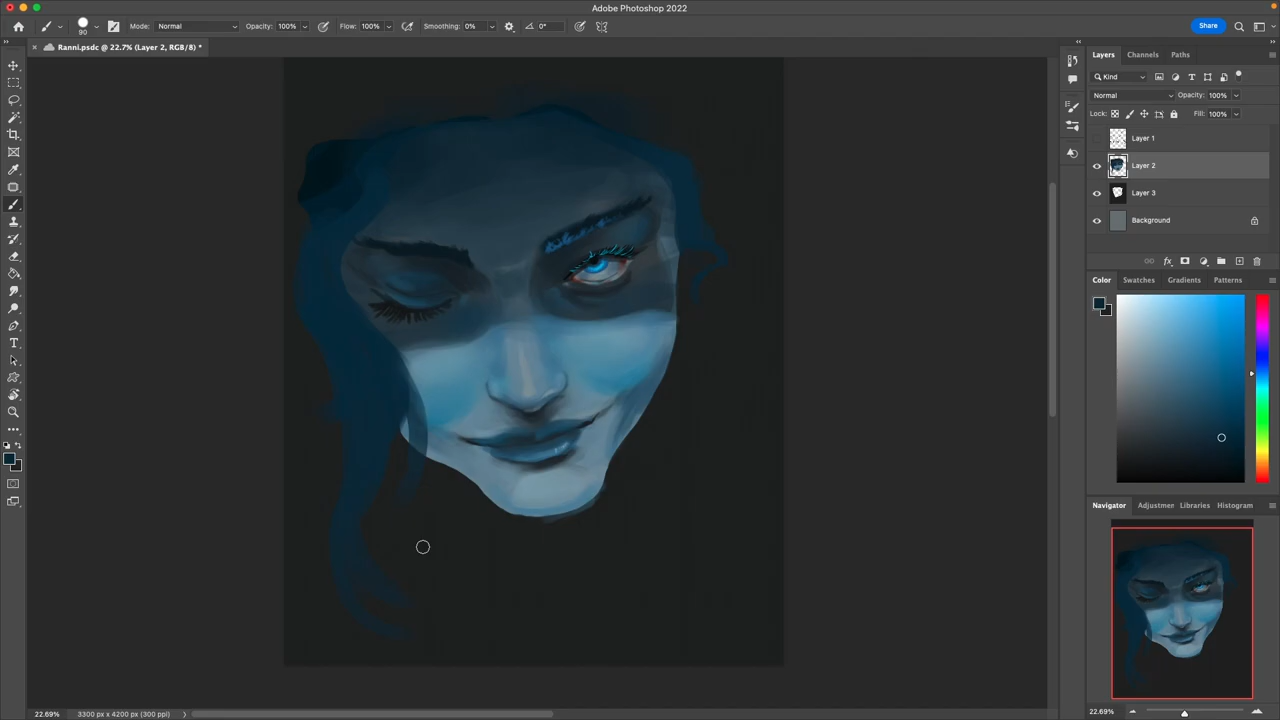 Adobe Photoshop 2022
90
Mode: Normal
Opacity: 100%
Flow: 100%
Smoothing: 0%
0°
Share
Ranni.psdc @ 22.7% (Layer 2, RGB/8) *
Layers
Channels
Paths
Kind
Normal
Opacity: 100%
Lock:
Fill: 100%
Layer 1
Layer 2
Layer 3
Background
fx
Color
Swatches
Gradients
Patterns
Navigator
Adjustmen
Libraries
Histogram
22.69%
22.69%
3300 px x 4200 px (300 ppi)